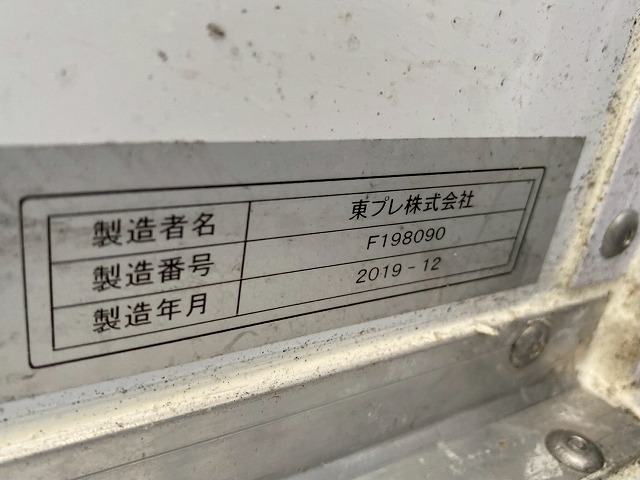 製造者名 東プレ株式会社
製造番号 F198090
製造年月 2019-12